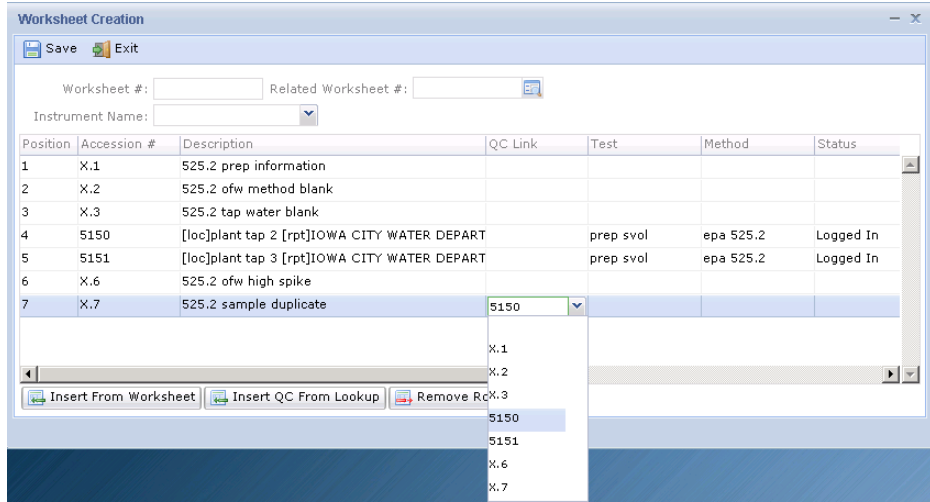 Worksheet Creation
Save Exit
Worksheet #: Related Worksheet #:
Instrument Name:
Position Accession # Description QC Link Test Method Status
1 X.1 525.2 prep information
2 X.2 525.2 ofw method blank
3 X.3 525.2 tap water blank
4 5150 [loc]plant tap 2 [rpt]IOWA CITY WATER DEPART prep svol epa 525.2 Logged In
5 5151 [loc]plant tap 3 [rpt]IOWA CITY WATER DEPART prep svol epa 525.2 Logged In
6 X.6 525.2 ofw high spike
7 X.7 525.2 sample duplicate 5150
X.1
X.2
X.3
5150
5151
X.6
X.7
Insert From Worksheet Insert QC From Lookup Remove Ro